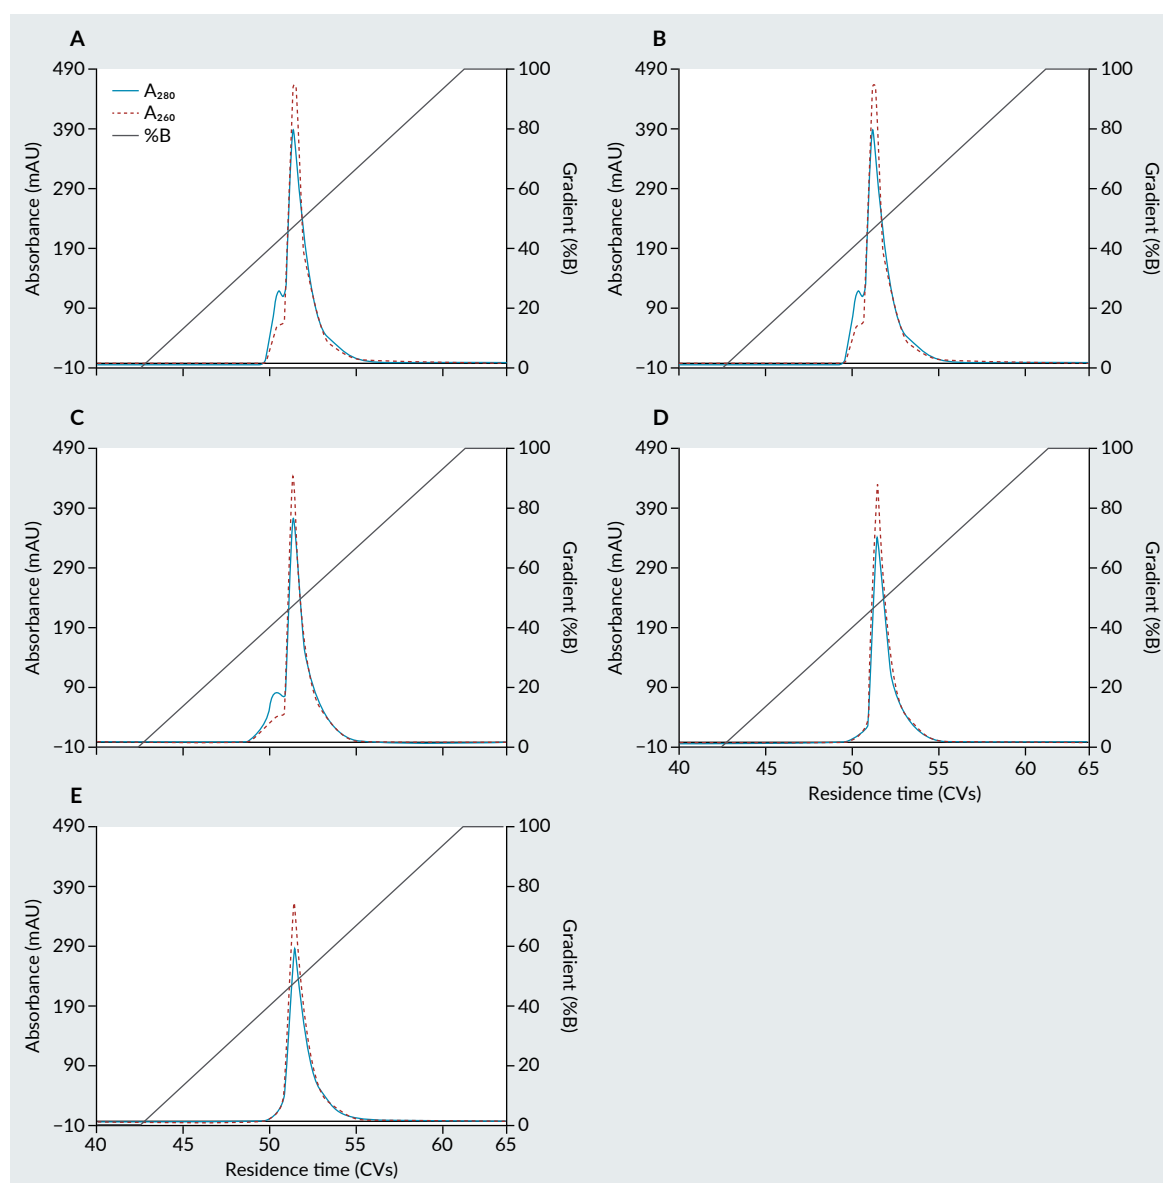 A
490
390
290
190
90
−10
Absorbance (mAU)
A₂₈₀
A₂₆₀
%B
100
80
60
40
20
0
Gradient (%B)
B
490
390
290
190
90
−10
Absorbance (mAU)
100
80
60
40
20
0
Gradient (%B)
C
490
390
290
190
90
−10
Absorbance (mAU)
100
80
60
40
20
0
Gradient (%B)
D
490
390
290
190
90
−10
Absorbance (mAU)
100
80
60
40
20
0
Gradient (%B)
40 45 50 55 60 65
Residence time (CVs)
E
490
390
290
190
90
−10
Absorbance (mAU)
100
80
60
40
20
0
Gradient (%B)
40 45 50 55 60 65
Residence time (CVs)